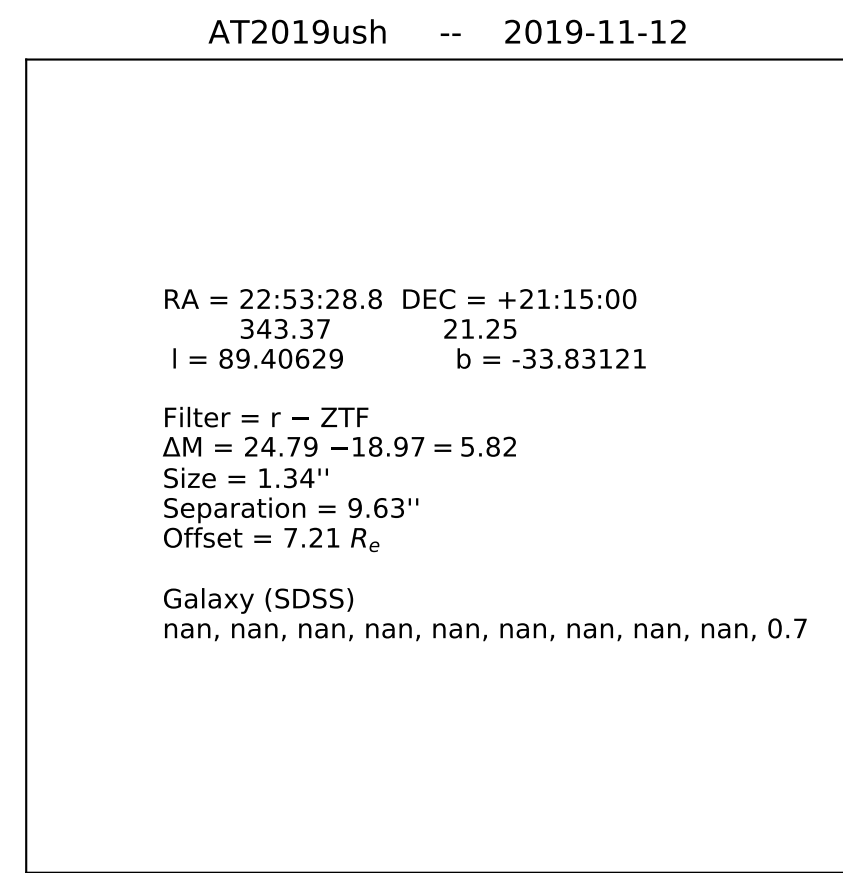 AT2019ush -- 2019-11-12
RA = 22:53:28.8 DEC = +21:15:00
343.37 21.25
l = 89.40629 b = -33.83121
Filter = r − ZTF
ΔM = 24.79 −18.97 = 5.82
Size = 1.34''
Separation = 9.63''
Offset = 7.21 Rₑ
Galaxy (SDSS)
nan, nan, nan, nan, nan, nan, nan, nan, nan, 0.7